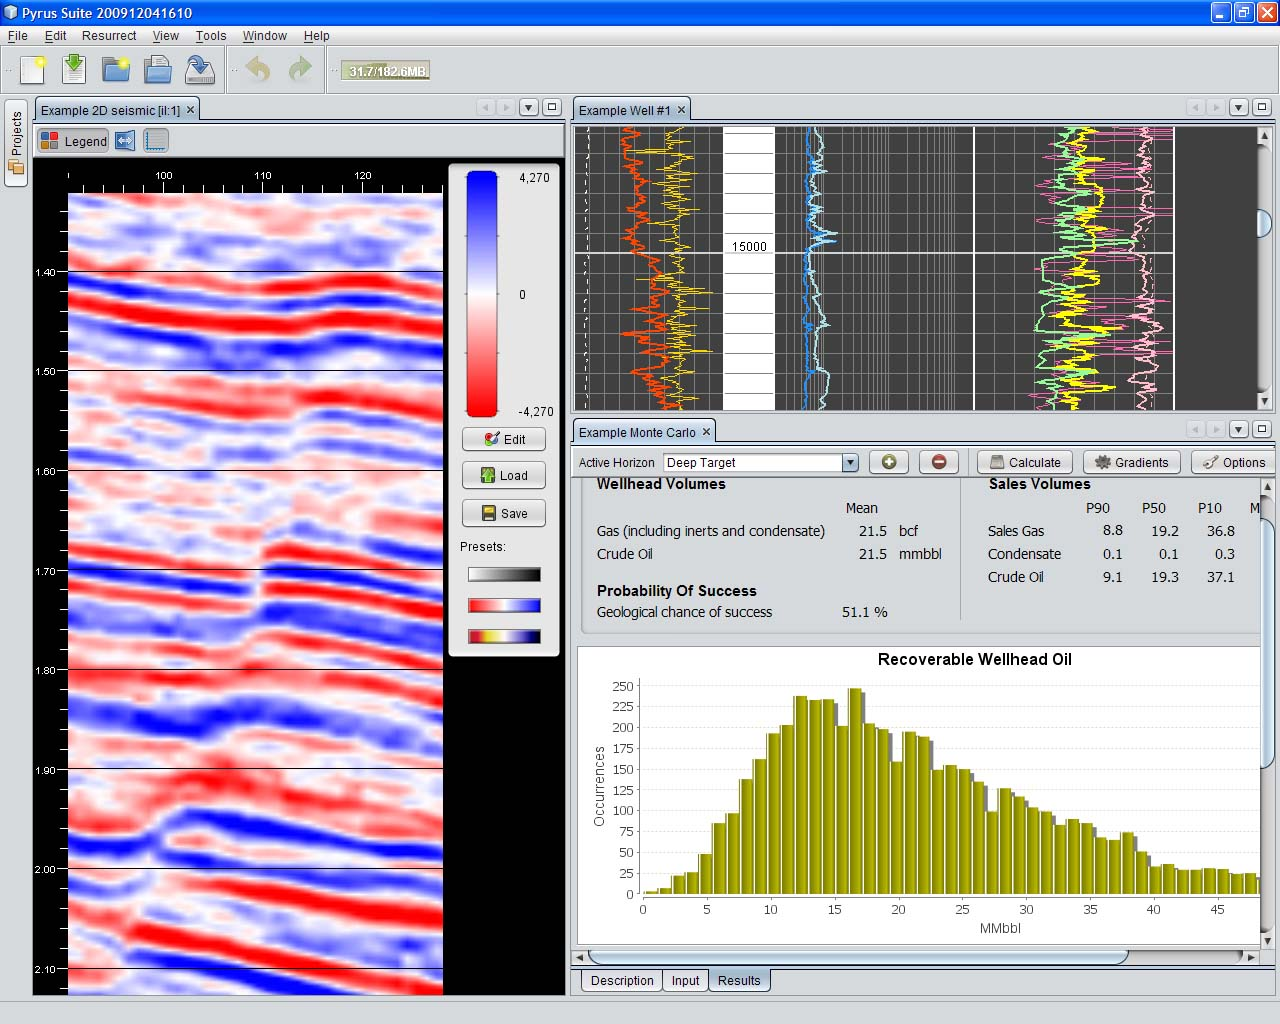 Pyrus Suite 200912041610
File Edit Resurrect View Tools Window Help
31.7/182.6MB
Projects
Example 2D seismic [il:1]
Legend
100 110 120
1.40
1.50
1.60
1.70
1.80
1.90
2.00
2.10
4,270
0
-4,270
Edit
Load
Save
Presets:
Example Well #1
15000
Example Monte Carlo
Active Horizon Deep Target Calculate Gradients Options
Wellhead Volumes
Mean
Gas (including inerts and condensate) 21.5 bcf
Crude Oil 21.5 mmbbl
Probability Of Success
Geological chance of success 51.1 %
Sales Volumes
P90 P50 P10 M
Sales Gas 8.8 19.2 36.8
Condensate 0.1 0.1 0.3
Crude Oil 9.1 19.3 37.1
Recoverable Wellhead Oil
Occurrences
250
225
200
175
150
125
100
75
50
25
0
0 5 10 15 20 25 30 35 40 45
MMbbl
Description Input Results